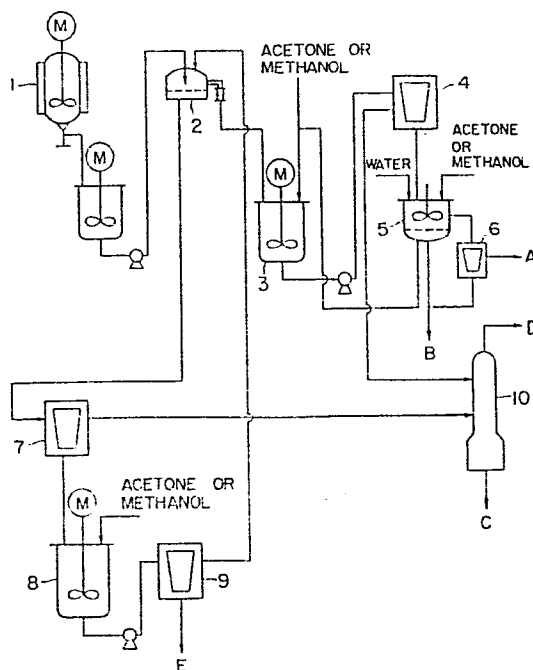 M
1
M
2
ACETONE OR
METHANOL
4
M
3
WATER
ACETONE
OR
METHANOL
5
6
A
B
D
10
C
7
ACETONE OR
METHANOL
M
8
9
E